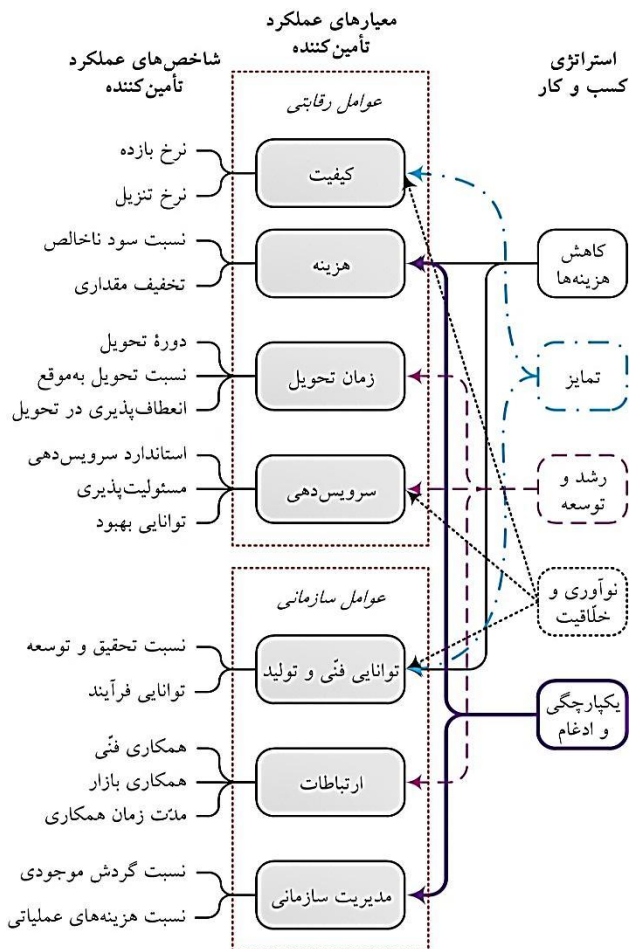 استراتژی
کسب و کار
معیارهای عملکرد
تأمین‌کننده
شاخص‌های عملکرد
تأمین‌کننده
عوامل رقابتی
کیفیت
نرخ بازده
نرخ تنزیل
کاهش
هزینه‌ها
هزینه
نسبت سود ناخالص
تخفیف مقداری
تمایز
زمان تحویل
دورهٔ تحویل
نسبت تحویل به‌موقع
انعطاف‌پذیری در تحویل
رشد و
توسعه
سرویس‌دهی
استاندارد سرویس‌دهی
مسئولیت‌پذیری
توانایی بهبود
نوآوری و
خلّاقیت
عوامل سازمانی
توانایی فنّی و تولید
نسبت تحقیق و توسعه
توانایی فرآیند
یکپارچگی
و ادغام
ارتباطات
همکاری فنّی
همکاری بازار
مدّت زمان همکاری
مدیریت سازمانی
نسبت گردش موجودی
نسبت هزینه‌های عملیاتی